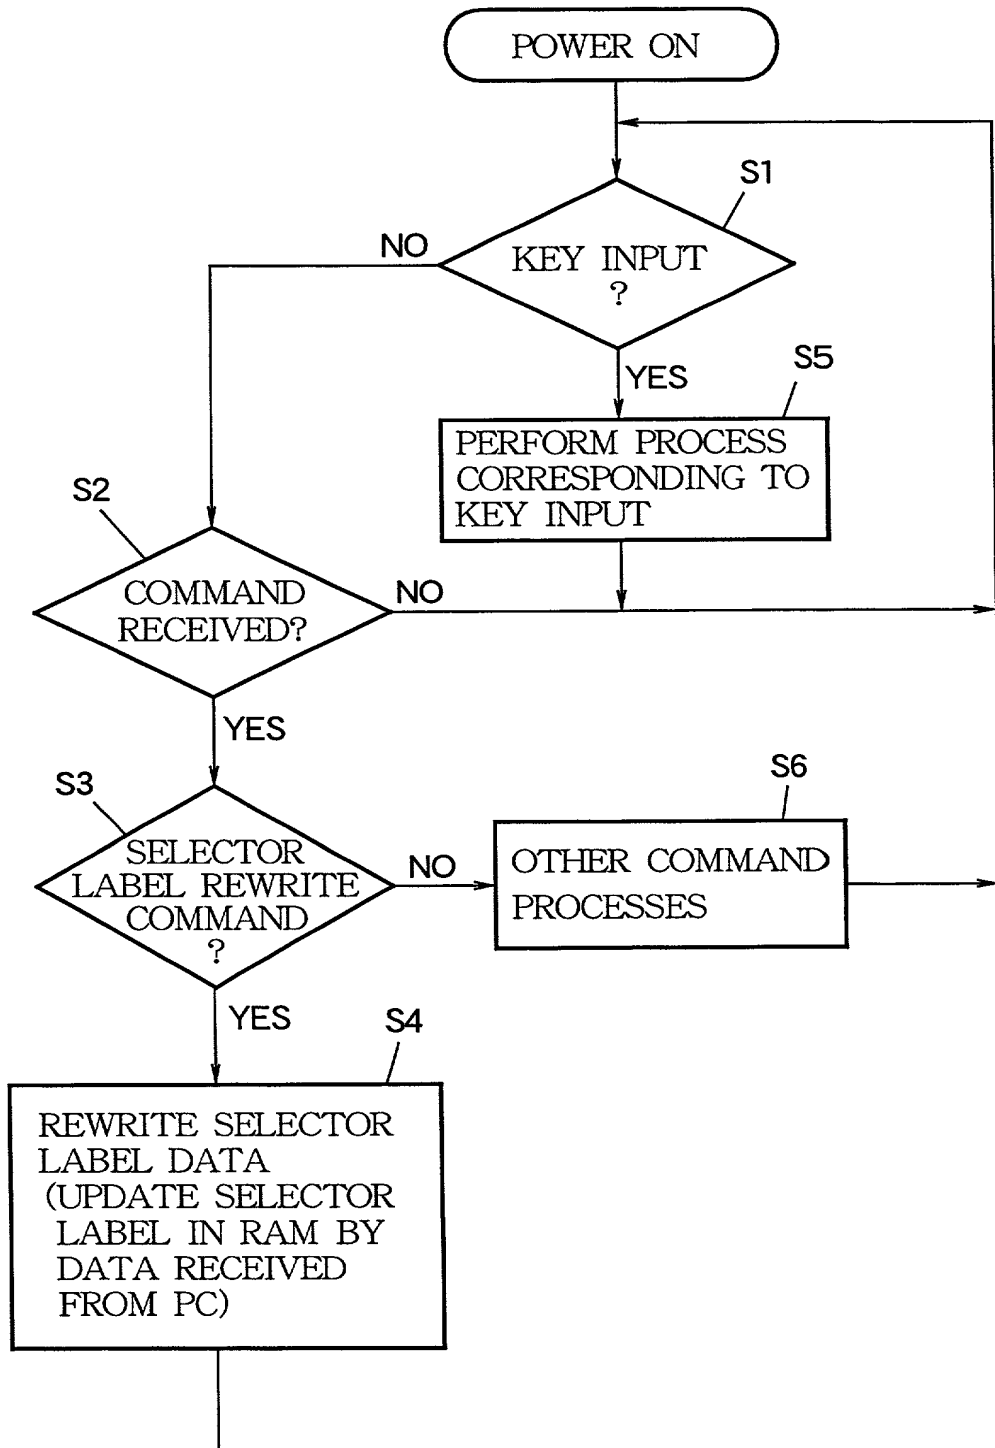 POWER ON
S1
NO
KEY INPUT
?
YES
S5
PERFORM PROCESS
CORRESPONDING TO
KEY INPUT
S2
COMMAND
RECEIVED?
NO
YES
S3
SELECTOR
LABEL REWRITE
COMMAND
?
NO
S6
OTHER COMMAND
PROCESSES
YES
S4
REWRITE SELECTOR
LABEL DATA
(UPDATE SELECTOR
LABEL IN RAM BY
DATA RECEIVED
FROM PC)